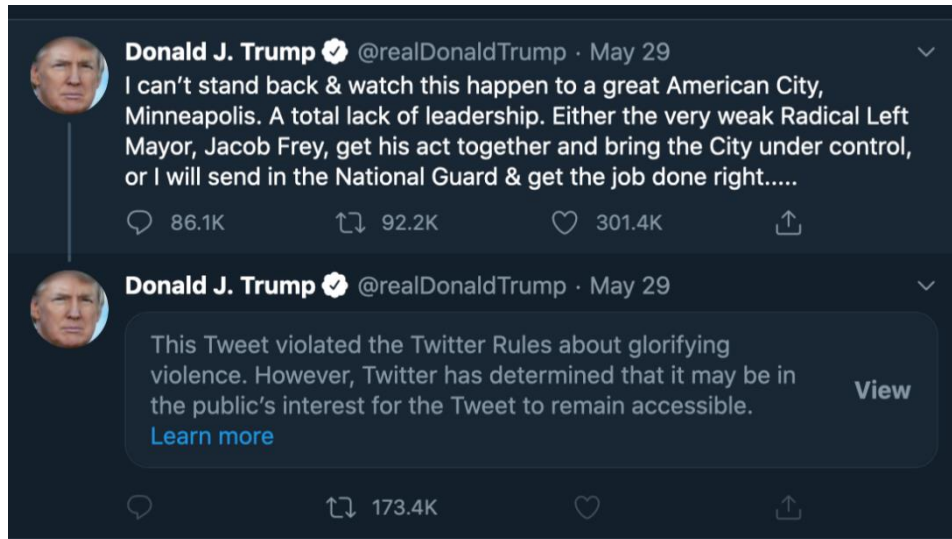 Donald J. Trump @realDonaldTrump · May 29
I can't stand back & watch this happen to a great American City,
Minneapolis. A total lack of leadership. Either the very weak Radical Left
Mayor, Jacob Frey, get his act together and bring the City under control,
or I will send in the National Guard & get the job done right.....
86.1K 92.2K 301.4K
Donald J. Trump @realDonaldTrump · May 29
This Tweet violated the Twitter Rules about glorifying
violence. However, Twitter has determined that it may be in
the public's interest for the Tweet to remain accessible.
View
Learn more
173.4K